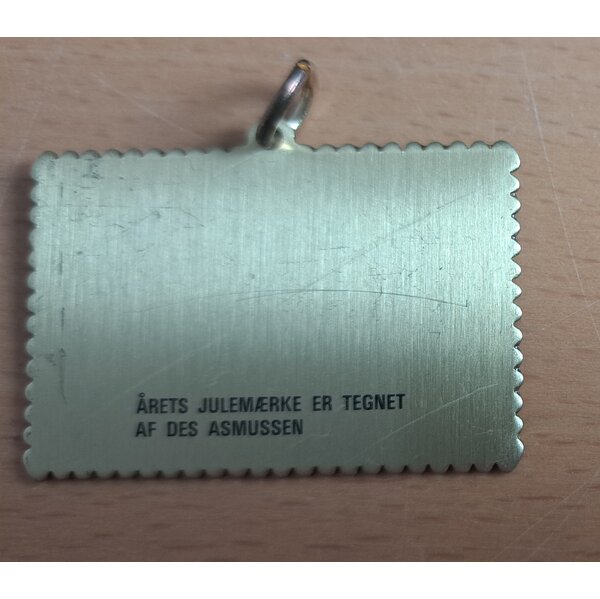 ÅRETS JULEMÆRKE ER TEGNET
AF DES ASMUSSEN